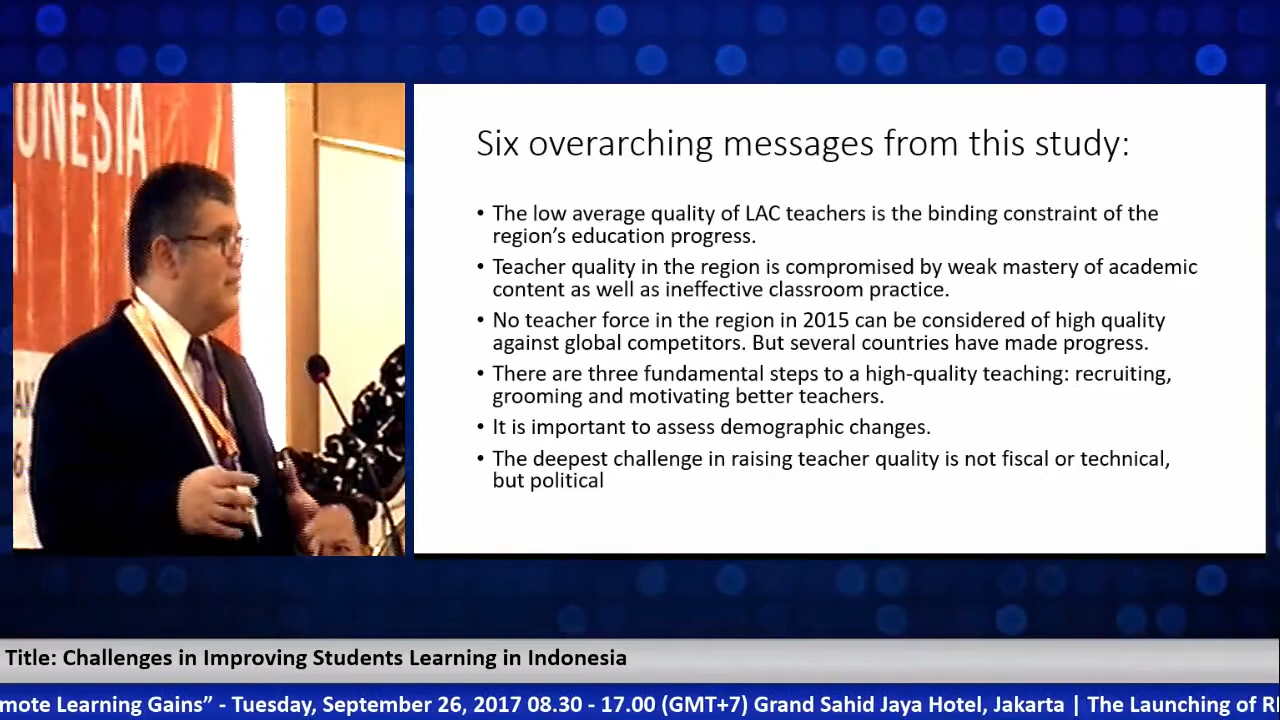 Six overarching messages from this study:
• The low average quality of LAC teachers is the binding constraint of the
region’s education progress.
• Teacher quality in the region is compromised by weak mastery of academic
content as well as ineffective classroom practice.
• No teacher force in the region in 2015 can be considered of high quality
against global competitors. But several countries have made progress.
• There are three fundamental steps to a high-quality teaching: recruiting,
grooming and motivating better teachers.
• It is important to assess demographic changes.
• The deepest challenge in raising teacher quality is not fiscal or technical,
but political
Title: Challenges in Improving Students Learning in Indonesia
mote Learning Gains” - Tuesday, September 26, 2017 08.30 - 17.00 (GMT+7) Grand Sahid Jaya Hotel, Jakarta | The Launching of